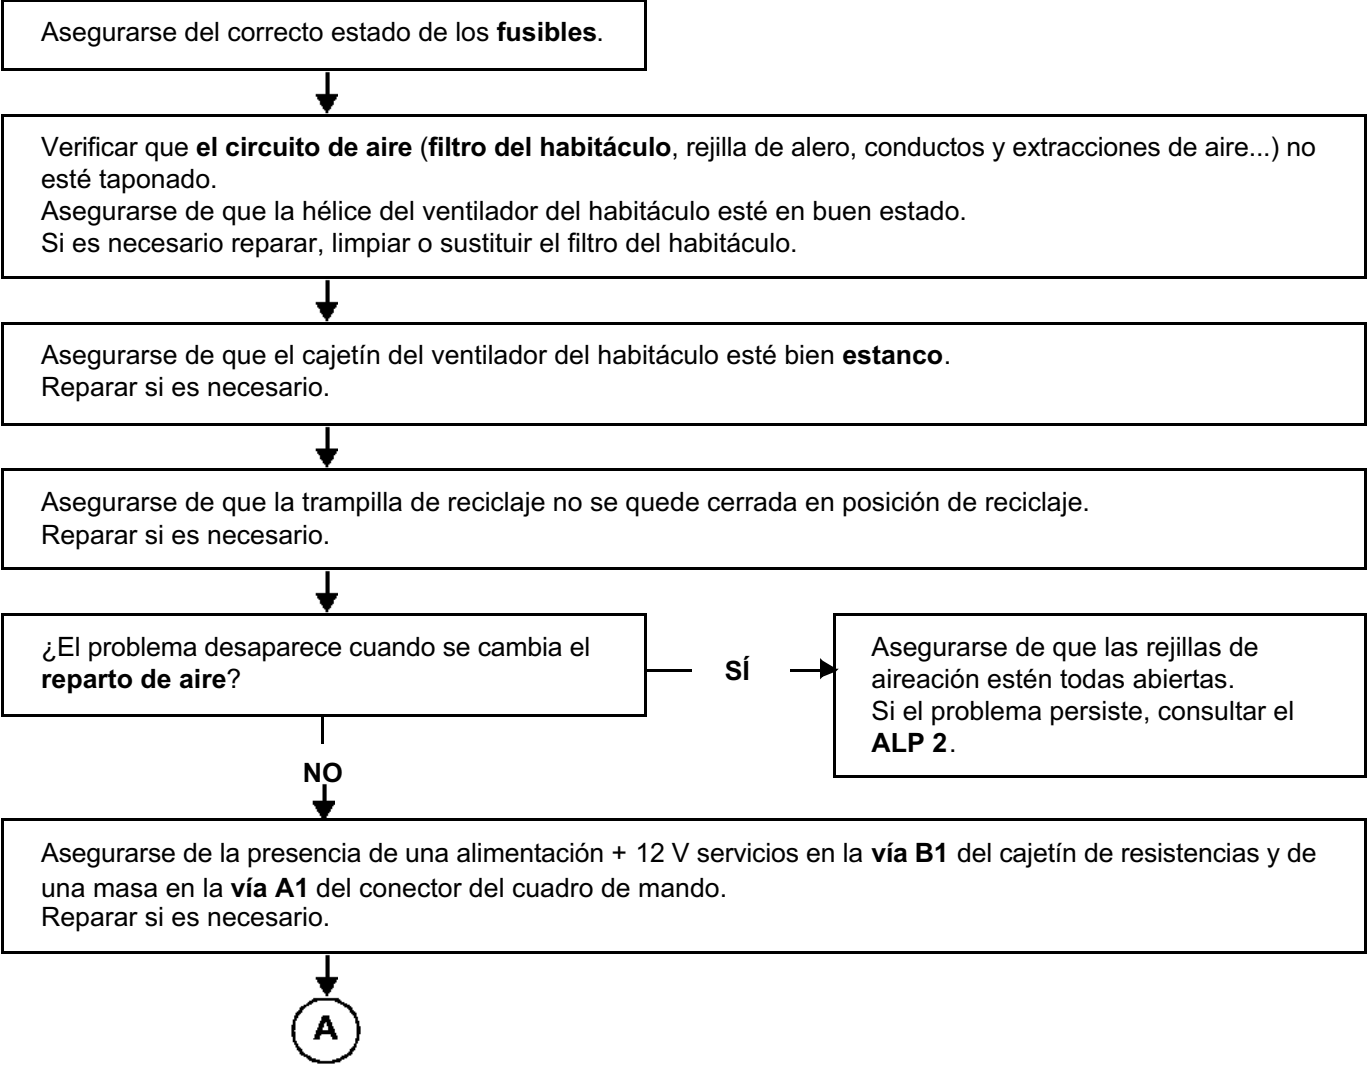 Asegurarse del correcto estado de los fusibles.
Verificar que el circuito de aire (filtro del habitáculo, rejilla de alero, conductos y extracciones de aire...) no
esté taponado.
Asegurarse de que la hélice del ventilador del habitáculo esté en buen estado.
Si es necesario reparar, limpiar o sustituir el filtro del habitáculo.
Asegurarse de que el cajetín del ventilador del habitáculo esté bien estanco.
Reparar si es necesario.
Asegurarse de que la trampilla de reciclaje no se quede cerrada en posición de reciclaje.
Reparar si es necesario.
¿El problema desaparece cuando se cambia el
reparto de aire?
SÍ
Asegurarse de que las rejillas de
aireación estén todas abiertas.
Si el problema persiste, consultar el
ALP 2.
NO
Asegurarse de la presencia de una alimentación + 12 V servicios en la vía B1 del cajetín de resistencias y de
una masa en la vía A1 del conector del cuadro de mando.
Reparar si es necesario.
A